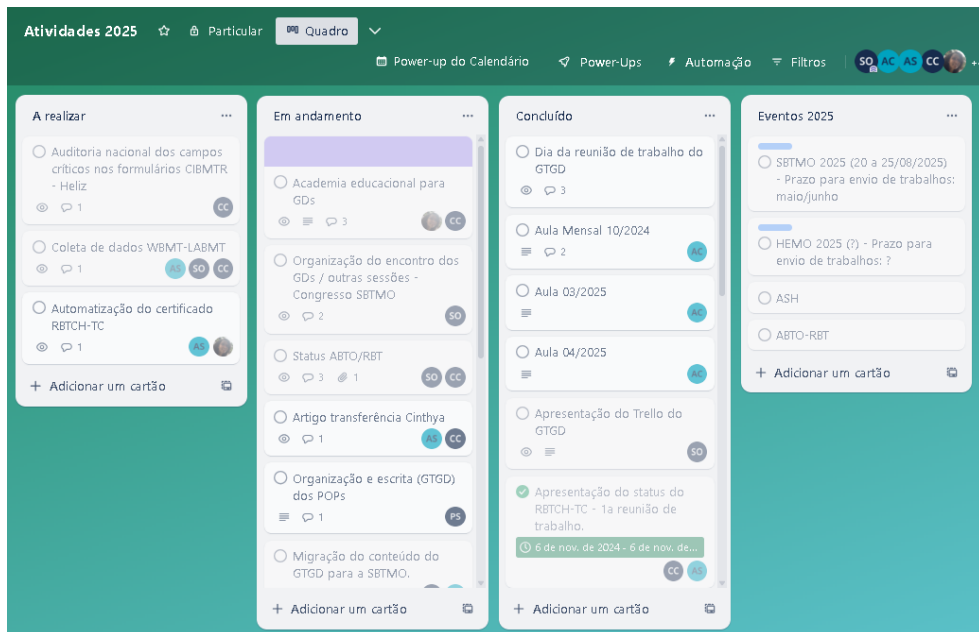 Atividades 2025
Particular
Quadro
Power-up do Calendário
Power-Ups
Automação
Filtros
SO
AC
AS
CC
A realizar
Auditoria nacional dos campos
críticos nos formulários CIBMTR
- Heliz
1
CC
Coleta de dados WBMT-LABMT
1
AS
SO
CC
Automatização do certificado
RBTCH-TC
1
AS
+ Adicionar um cartão
Em andamento
Academia educacional para
GDs
3
CC
Organização do encontro dos
GDs / outras sessões -
Congresso SBTMO
2
SO
Status ABTO/RBT
3
1
SO
CC
Artigo transferência Cinthya
1
AS
CC
Organização e escrita (GTGD)
dos POPs
1
PS
Migração do conteúdo do
GTGD para a SBTMO.
+ Adicionar um cartão
Concluído
Dia da reunião de trabalho do
GTGD
3
Aula Mensal 10/2024
2
AC
Aula 03/2025
AC
Aula 04/2025
AC
Apresentação do Trello do
GTGD
SO
Apresentação do status do
RBTCH-TC - 1a reunião de
trabalho.
6 de nov. de 2024 - 6 de nov. de...
CC
AS
+ Adicionar um cartão
Eventos 2025
SBTMO 2025 (20 a 25/08/2025)
- Prazo para envio de trabalhos:
maio/junho
HEMO 2025 (?) - Prazo para
envio de trabalhos: ?
ASH
ABTO-RBT
+ Adicionar um cartão